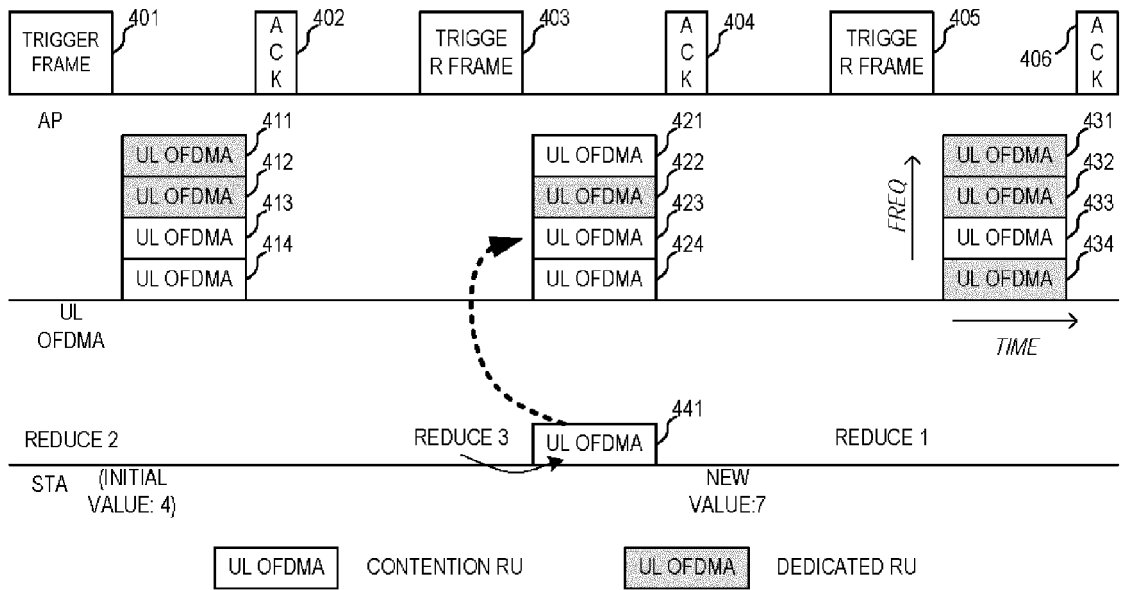 401
402
403
404
405
406
TRIGGER
FRAME
A
C
K
TRIGGE
R FRAME
A
C
K
TRIGGE
R FRAME
A
C
K
AP
411
412
413
414
UL OFDMA
UL OFDMA
UL OFDMA
UL OFDMA
421
422
423
424
UL OFDMA
UL OFDMA
UL OFDMA
UL OFDMA
FREQ
431
432
433
434
UL OFDMA
UL OFDMA
UL OFDMA
UL OFDMA
TIME
UL
OFDMA
441
REDUCE 2
REDUCE 3
UL OFDMA
REDUCE 1
STA
(INITIAL
VALUE: 4)
NEW
VALUE:7
UL OFDMA
CONTENTION RU
UL OFDMA
DEDICATED RU